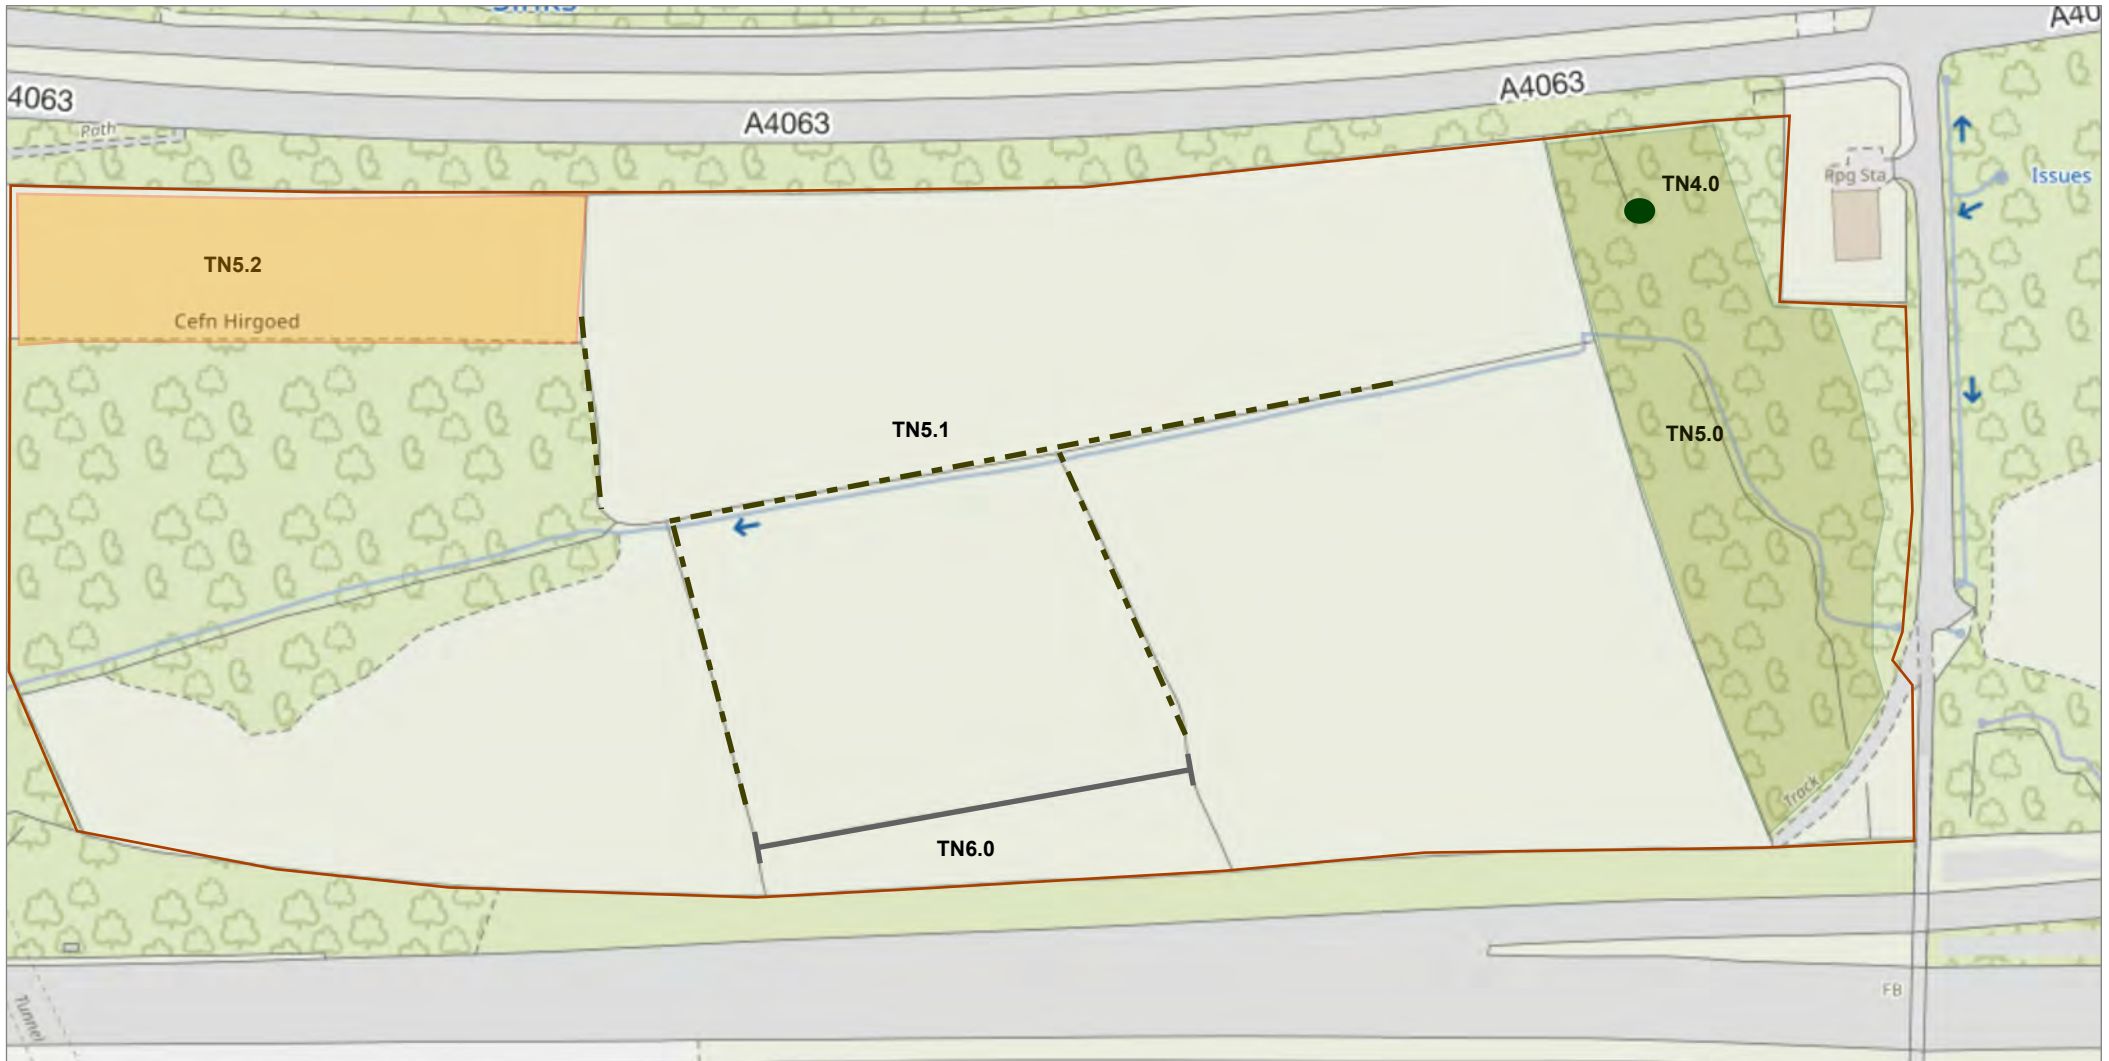 A40
4063
A4063
A4063
Path
Rpg Sta
Issues
TN4.0
TN5.2
Cefn Hirgoed
TN5.1
TN5.0
Track
TN6.0
FB
Tunnel